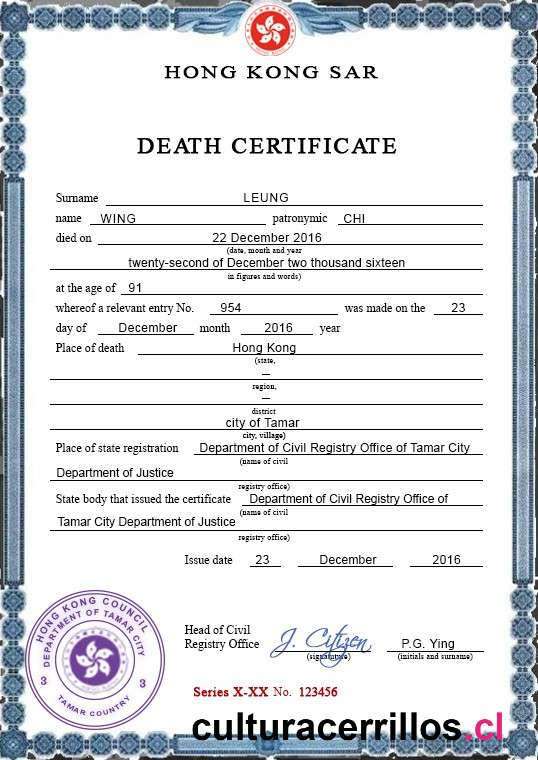 HONG KONG SAR
DEATH CERTIFICATE
Surname LEUNG
name WING patronymic CHI
died on 22 December 2016
(date, month and year
twenty-second of December two thousand sixteen
in figures and words)
at the age of 91
whereof a relevant entry No. 954 was made on the 23
day of December month 2016 year
Place of death Hong Kong
(state,
—
region,
—
district
city of Tamar
city, village)
Place of state registration Department of Civil Registry Office of Tamar City
(name of civil
Department of Justice
registry office)
State body that issued the certificate Department of Civil Registry Office of
(name of civil
Tamar City Department of Justice
registry office)
Issue date 23 December 2016
HONG KONG COUNCIL
DEPARTMENT OF TAMAR CITY
3 3
TAMAR COUNTRY
Head of Civil
Registry Office J. Citizen P.G. Ying
(signature) (initials and surname)
Series X-XX No. 123456
culturacerrillos.cl